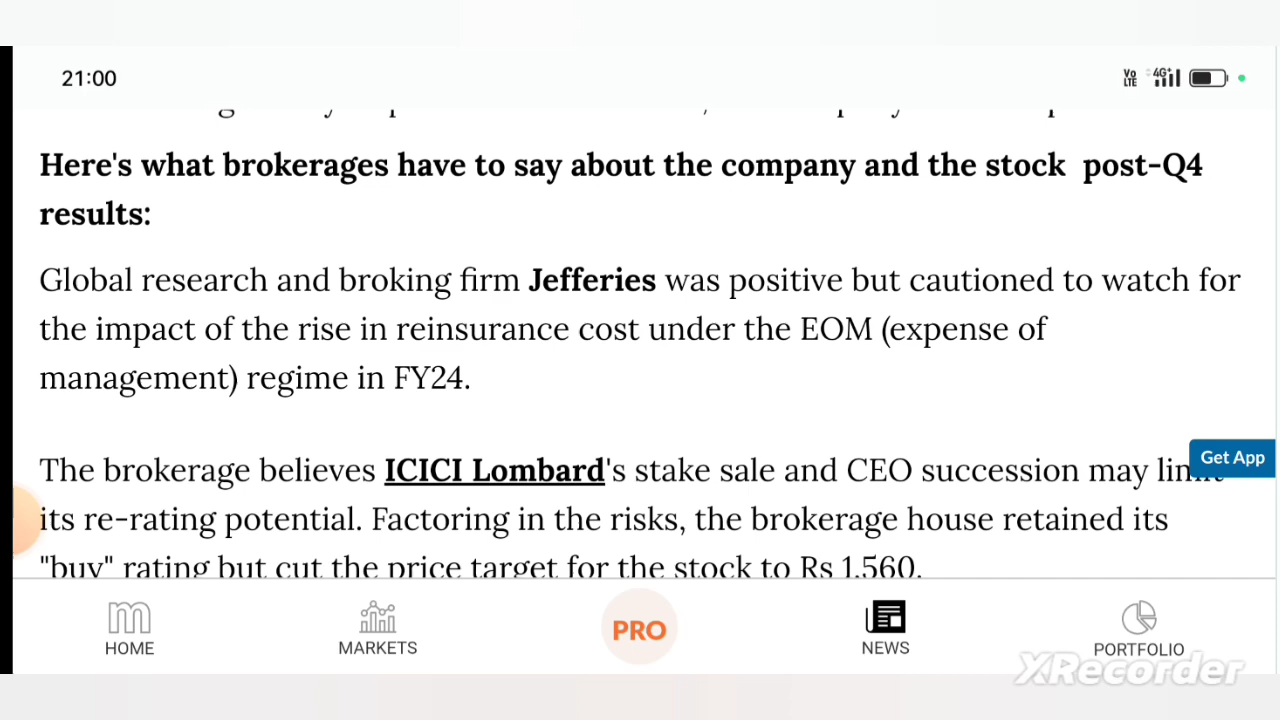 21:00
Vo LTE 4G+
Here's what brokerages have to say about the company and the stock post-Q4
results:
Global research and broking firm Jefferies was positive but cautioned to watch for
the impact of the rise in reinsurance cost under the EOM (expense of
management) regime in FY24.
The brokerage believes ICICI Lombard's stake sale and CEO succession may limit
Get App
its re-rating potential. Factoring in the risks, the brokerage house retained its
"buy" rating but cut the price target for the stock to Rs 1,560.
HOME
MARKETS
PRO
NEWS
PORTFOLIO
XRecorder